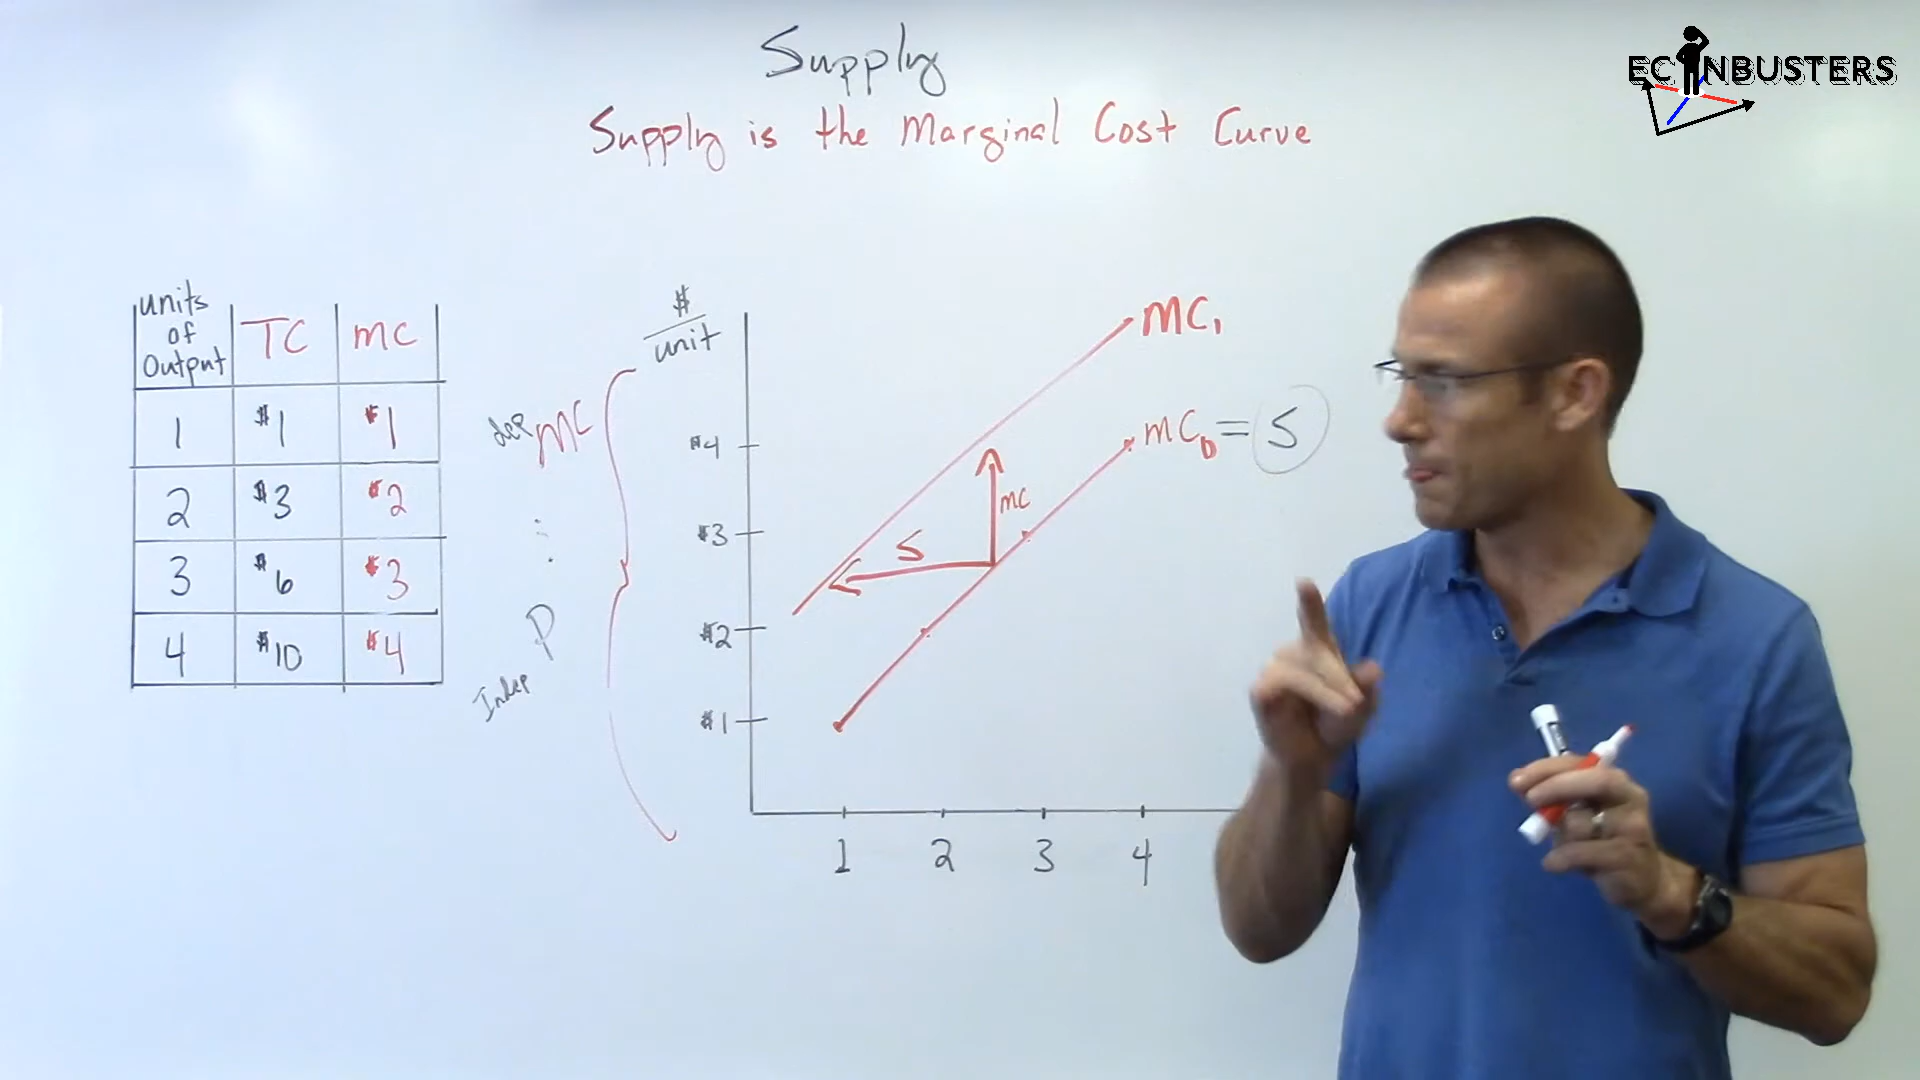 Supply
ECONBUSTERS
Supply is the Marginal Cost Curve
units of Output | TC | MC
1 | $1 | $1
2 | $3 | $2
3 | $6 | $3
4 | $10 | $4
dep MC
Indep P
$/unit
$4
$3
$2
$1
1 2 3 4
MC₁
MC₀ = S
MC
S